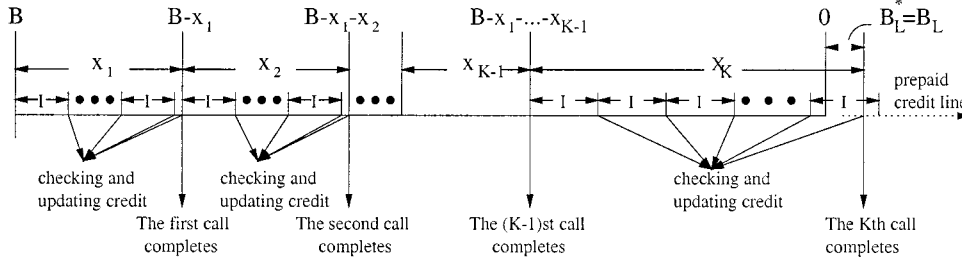 B B-x1 B-x1-x2 B-x1-...-xK-1 0 B*L=BL
x1 x2 xK-1 xK
prepaid
credit line
I I I I I I I I
checking and
updating credit
checking and
updating credit
checking and
updating credit
The first call
completes
The second call
completes
The (K-1)st call
completes
The Kth call
completes